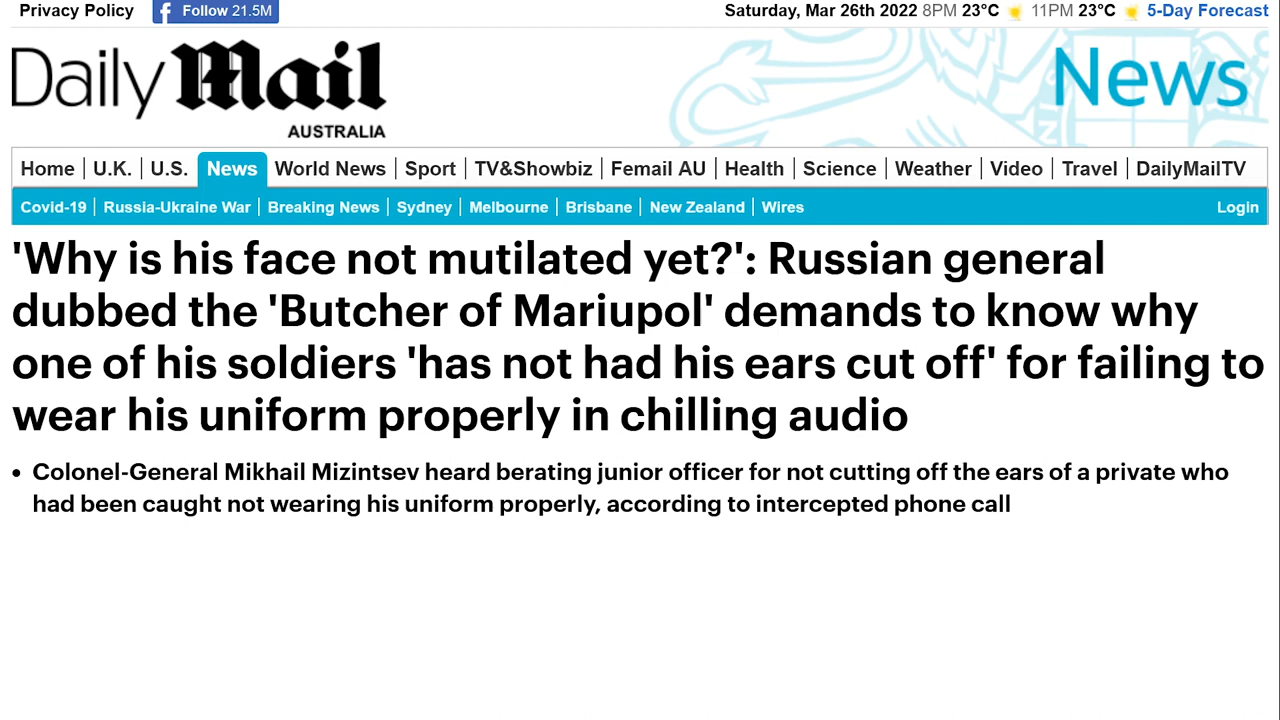 Privacy Policy
Follow 21.5M
Saturday, Mar 26th 2022 8PM 23°C 11PM 23°C 5-Day Forecast
Daily Mail
AUSTRALIA
News
Home U.K. U.S. News World News Sport TV&Showbiz Femail AU Health Science Weather Video Travel DailyMailTV
Covid-19 Russia-Ukraine War Breaking News Sydney Melbourne Brisbane New Zealand Wires Login
'Why is his face not mutilated yet?': Russian general
dubbed the 'Butcher of Mariupol' demands to know why
one of his soldiers 'has not had his ears cut off' for failing to
wear his uniform properly in chilling audio
• Colonel-General Mikhail Mizintsev heard berating junior officer for not cutting off the ears of a private who
had been caught not wearing his uniform properly, according to intercepted phone call